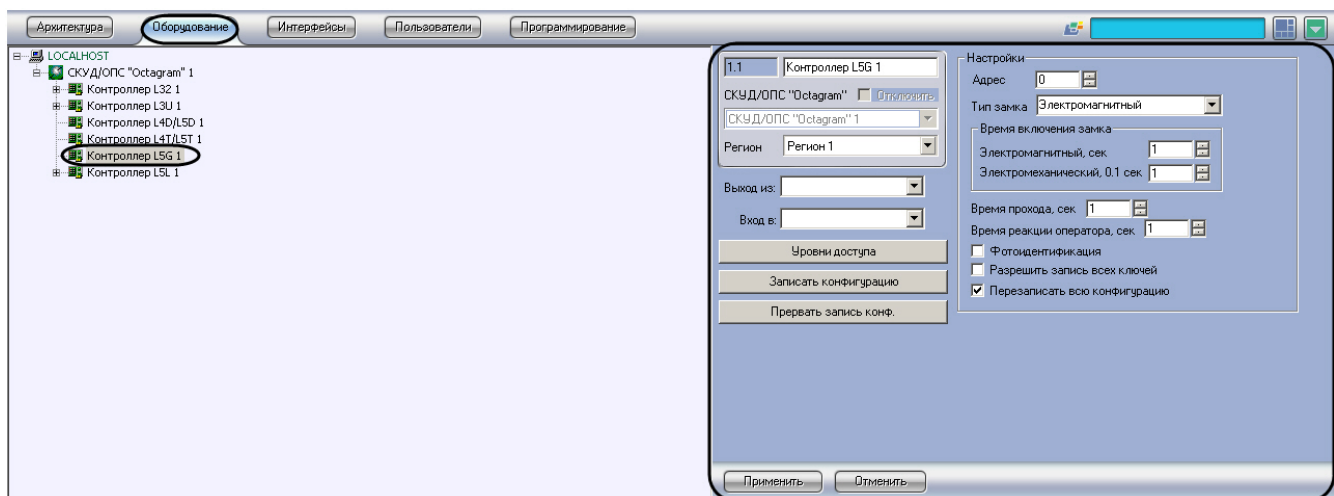 Архитектура Оборудование Интерфейсы Пользователи Программирование
LOCALHOST
СКУД/ОПС "Octagram" 1
Контроллер L32 1
Контроллер L3U 1
Контроллер L4D/L5D 1
Контроллер L4T/L5T 1
Контроллер L5G 1
Контроллер L5L 1
1.1 Контроллер L5G 1
СКУД/ОПС "Octagram" Отключить
СКУД/ОПС "Octagram" 1
Регион Регион 1
Выход из:
Вход в:
Уровни доступа
Записать конфигурацию
Прервать запись конф.
Настройки
Адрес 0
Тип замка Электромагнитный
Время включения замка
Электромагнитный, сек 1
Электромеханический, 0.1 сек 1
Время прохода, сек 1
Время реакции оператора, сек 1
Фотоидентификация
Разрешить запись всех ключей
Перезаписать всю конфигурацию
Применить Отменить